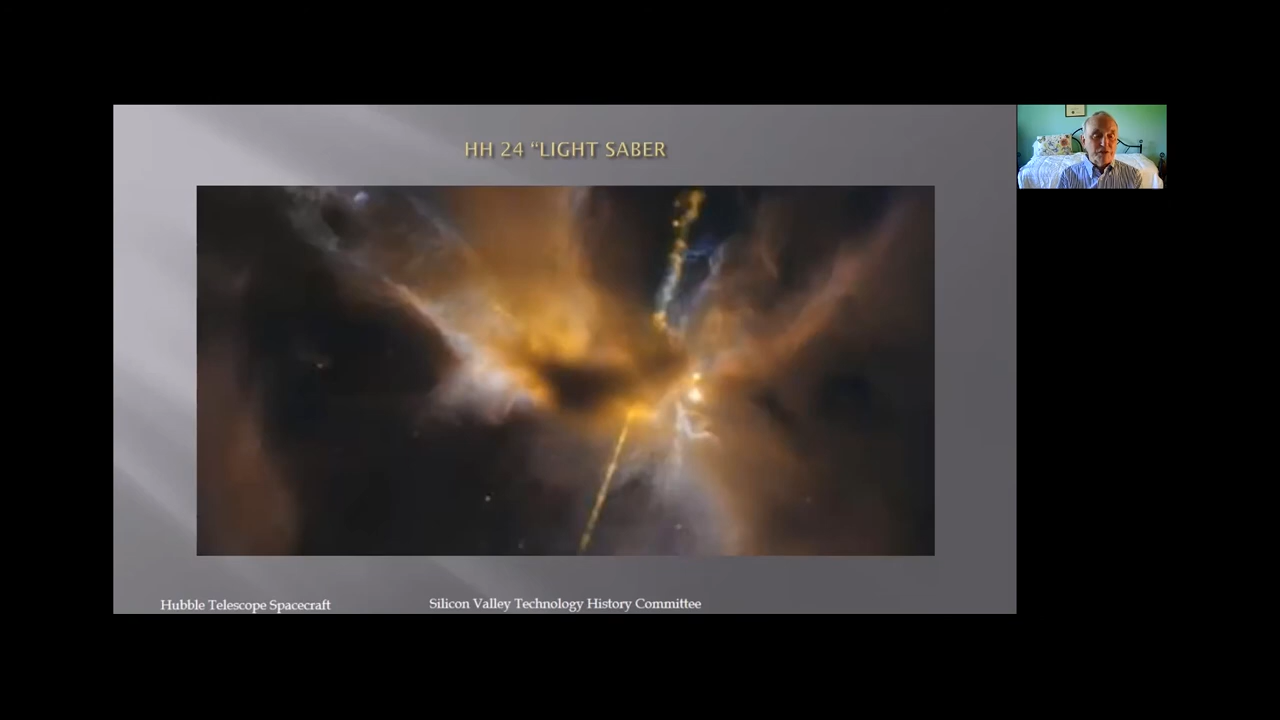 HH 24 “LIGHT SABER
Hubble Telescope Spacecraft
Silicon Valley Technology History Committee